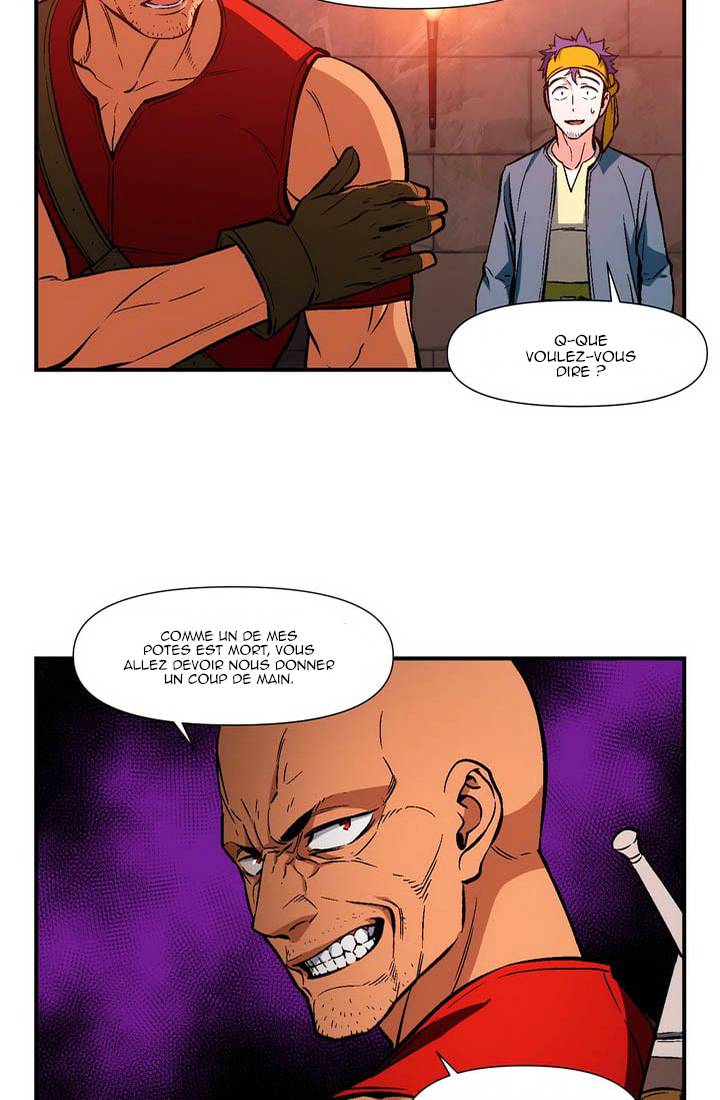 Q-QUE
VOULEZ-VOUS
DIRE ?
COMME UN DE MES
POTES EST MORT, VOUS
ALLEZ DEVOIR NOUS DONNER
UN COUP DE MAIN.